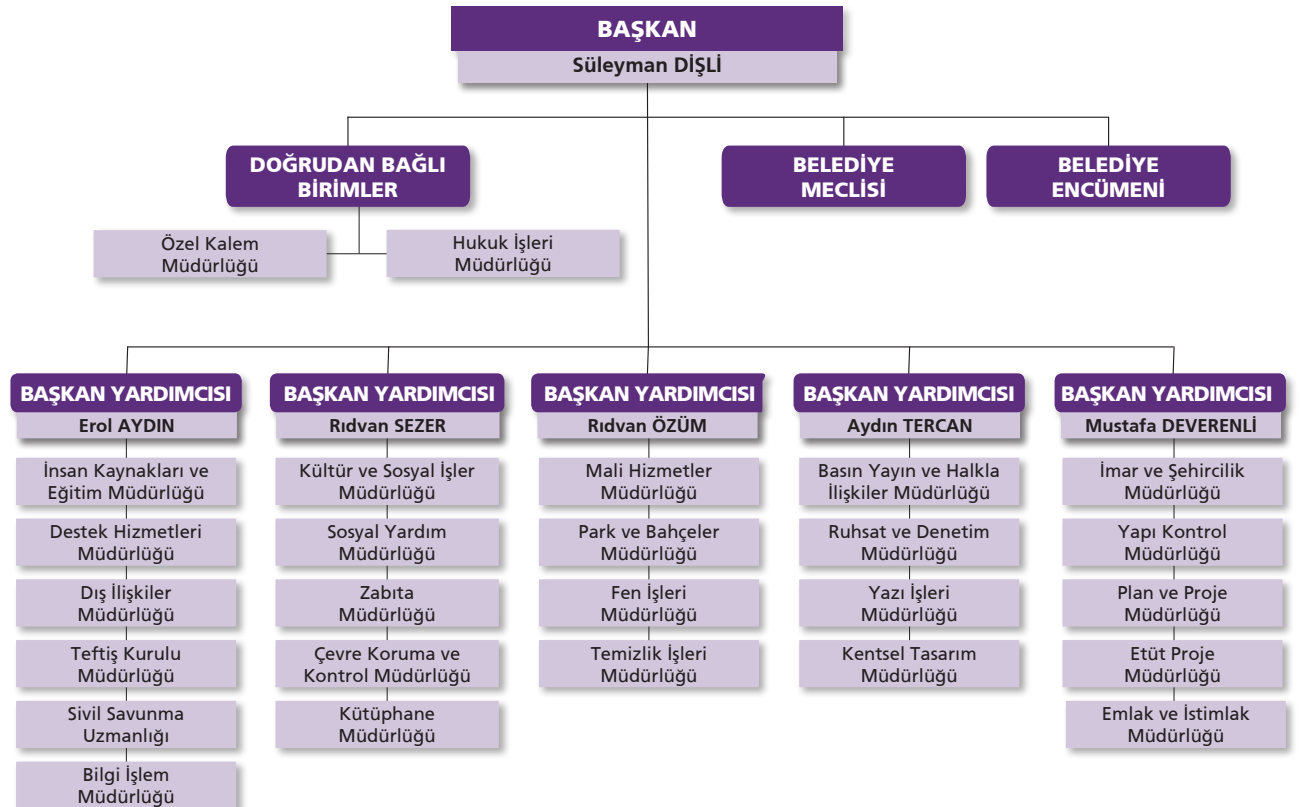 BAŞKAN
Süleyman DİŞLİ
DOĞRUDAN BAĞLI
BİRİMLER
BELEDİYE
MECLİSİ
BELEDİYE
ENCÜMENİ
Özel Kalem
Müdürlüğü
Hukuk İşleri
Müdürlüğü
BAŞKAN YARDIMCISI
Erol AYDIN
İnsan Kaynakları ve
Eğitim Müdürlüğü
Destek Hizmetleri
Müdürlüğü
Dış İlişkiler
Müdürlüğü
Teftiş Kurulu
Müdürlüğü
Sivil Savunma
Uzmanlığı
Bilgi İşlem
Müdürlüğü
BAŞKAN YARDIMCISI
Rıdvan SEZER
Kültür ve Sosyal İşler
Müdürlüğü
Sosyal Yardım
Müdürlüğü
Zabıta
Müdürlüğü
Çevre Koruma ve
Kontrol Müdürlüğü
Kütüphane
Müdürlüğü
BAŞKAN YARDIMCISI
Rıdvan ÖZÜM
Mali Hizmetler
Müdürlüğü
Park ve Bahçeler
Müdürlüğü
Fen İşleri
Müdürlüğü
Temizlik İşleri
Müdürlüğü
BAŞKAN YARDIMCISI
Aydın TERCAN
Basın Yayın ve Halkla
İlişkiler Müdürlüğü
Ruhsat ve Denetim
Müdürlüğü
Yazı İşleri
Müdürlüğü
Kentsel Tasarım
Müdürlüğü
BAŞKAN YARDIMCISI
Mustafa DEVERENLİ
İmar ve Şehircilik
Müdürlüğü
Yapı Kontrol
Müdürlüğü
Plan ve Proje
Müdürlüğü
Etüt Proje
Müdürlüğü
Emlak ve İstimlak
Müdürlüğü